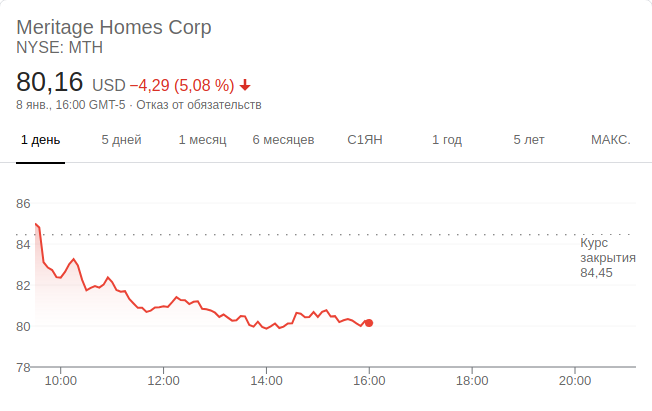 Meritage Homes Corp
NYSE: MTH
80,16 USD −4,29 (5,08 %)
8 янв., 16:00 GMT-5 · Отказ от обязательств
1 день 5 дней 1 месяц 6 месяцев С1ЯН 1 год 5 лет МАКС.
86
84
82
80
78
Курс
закрытия
84,45
10:00 12:00 14:00 16:00 18:00 20:00